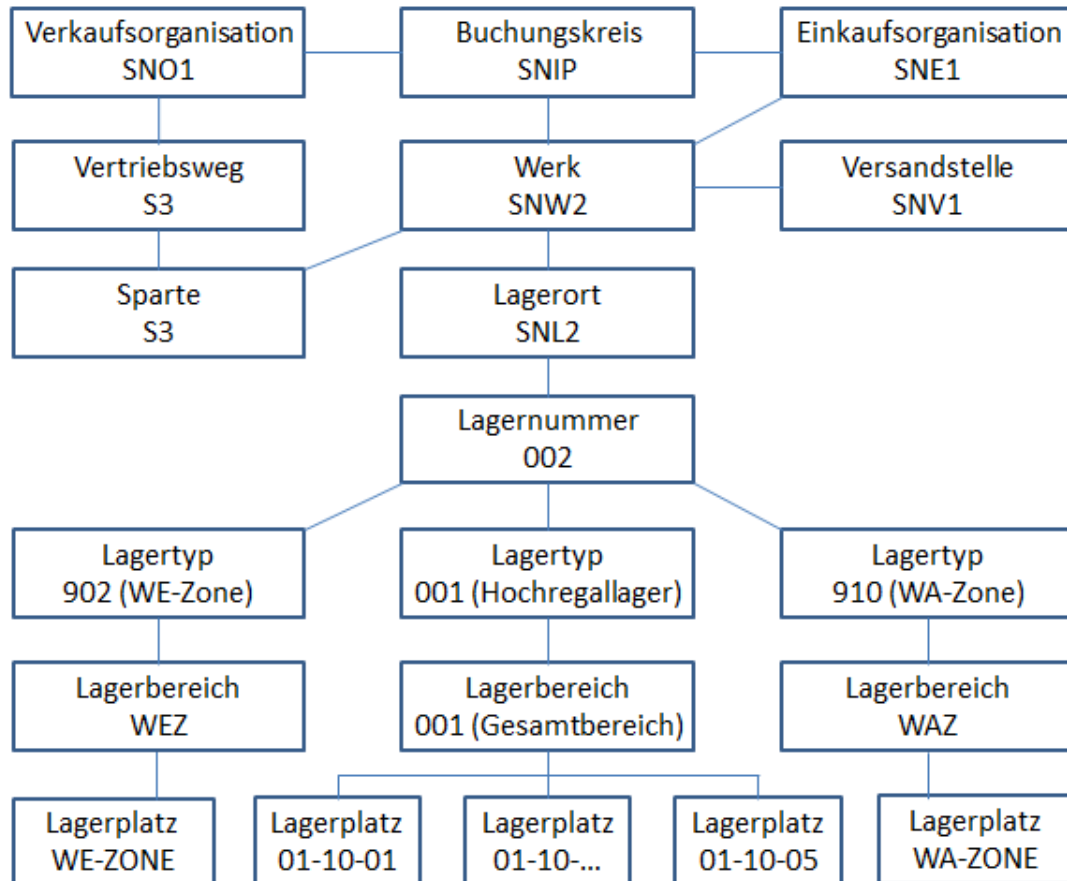 Verkaufsorganisation
SNO1
Buchungskreis
SNIP
Einkaufsorganisation
SNE1
Vertriebsweg
S3
Werk
SNW2
Versandstelle
SNV1
Sparte
S3
Lagerort
SNL2
Lagernummer
002
Lagertyp
902 (WE-Zone)
Lagertyp
001 (Hochregallager)
Lagertyp
910 (WA-Zone)
Lagerbereich
WEZ
Lagerbereich
001 (Gesamtbereich)
Lagerbereich
WAZ
Lagerplatz
WE-ZONE
Lagerplatz
01-10-01
Lagerplatz
01-10-...
Lagerplatz
01-10-05
Lagerplatz
WA-ZONE